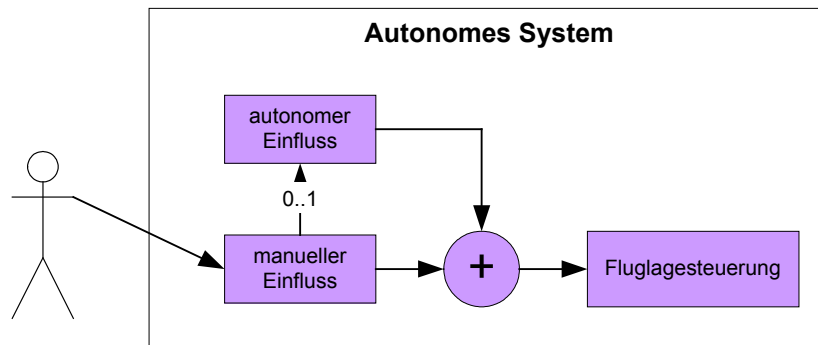 Autonomes System
autonomer
Einfluss
0..1
manueller
Einfluss
+
Fluglagesteuerung